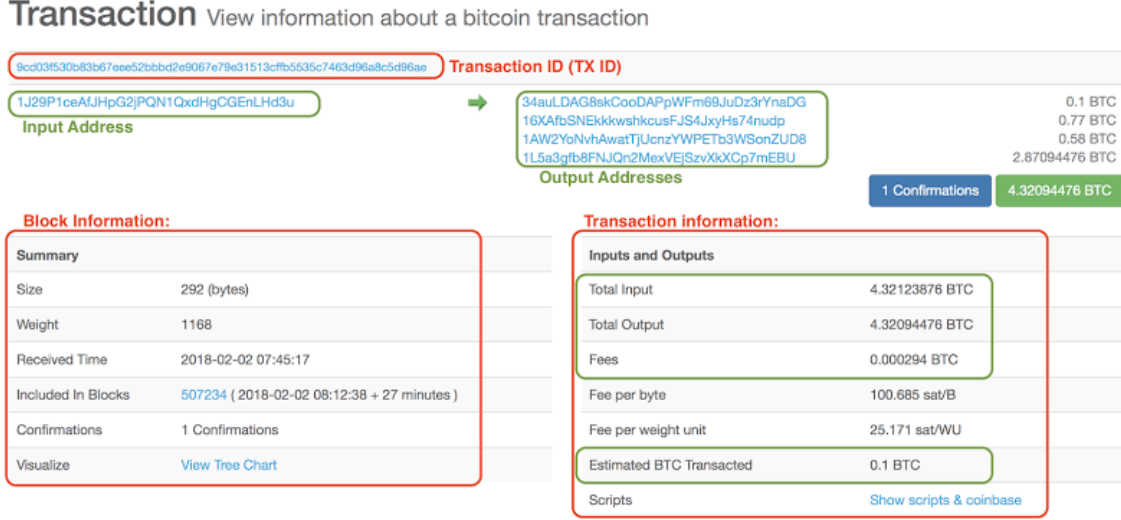 Transaction View information about a bitcoin transaction
9cd03f530b83b67eee52bbbd2e9067e79e31513cffb5535c7463d96a8c5d96ae Transaction ID (TX ID)
1J29P1ceAfJHpG2jPQN1QxdHgCGEnLHd3u
34auLDAG8skCooDAPpWFm69JuDz3rYnaDG 0.1 BTC
16XAfbSNEkkkwshkcusFJS4JxyHs74nudp 0.77 BTC
1AW2YoNvhAwatTjUcnzYWPETb3WSonZUD8 0.58 BTC
1L5a3gfb8FNJQn2MexVEjSzvXkXCp7mEBU 2.87094476 BTC
Input Address
Output Addresses
1 Confirmations 4.32094476 BTC
Block Information:
Summary
Size 292 (bytes)
Weight 1168
Received Time 2018-02-02 07:45:17
Included In Blocks 507234 ( 2018-02-02 08:12:38 + 27 minutes )
Confirmations 1 Confirmations
Visualize View Tree Chart
Transaction information:
Inputs and Outputs
Total Input 4.32123876 BTC
Total Output 4.32094476 BTC
Fees 0.000294 BTC
Fee per byte 100.685 sat/B
Fee per weight unit 25.171 sat/WU
Estimated BTC Transacted 0.1 BTC
Scripts Show scripts & coinbase